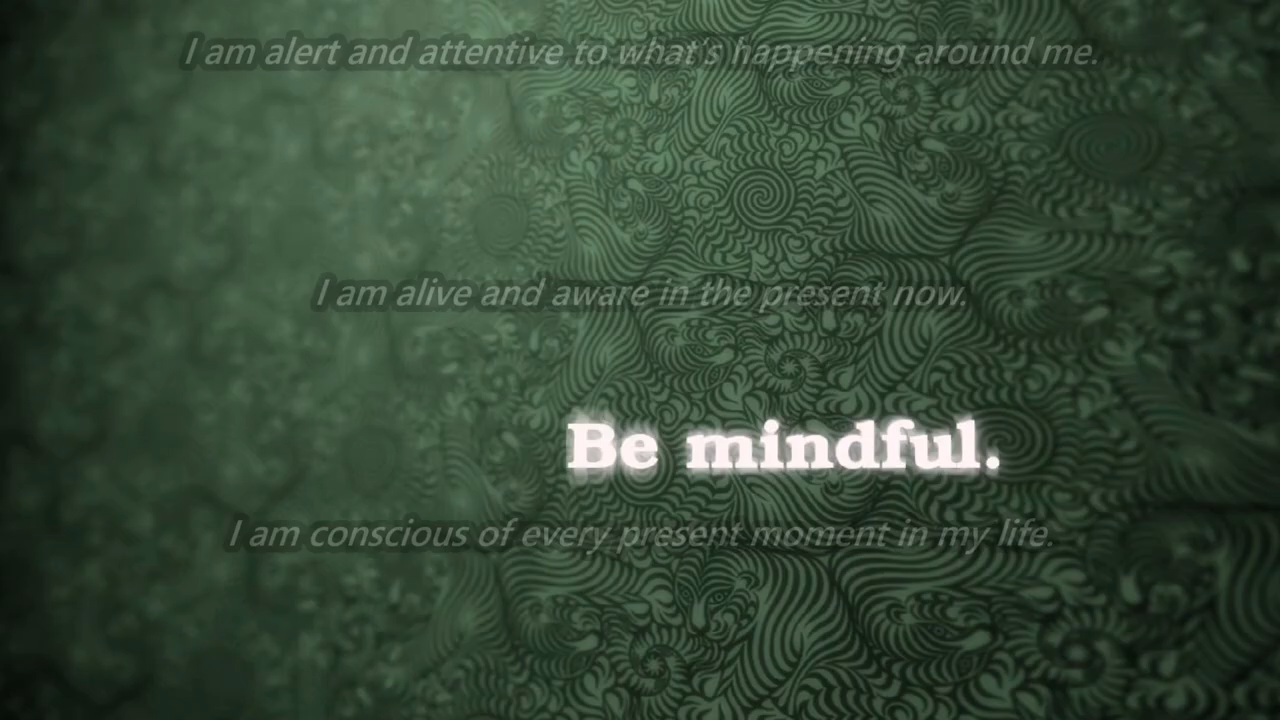 I am alert and attentive to what's happening around me.
I am alive and aware in the present now.
Be mindful.
I am conscious of every present moment in my life.